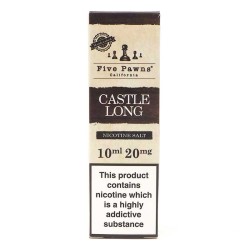 Five Pawns®
California
CASTLE
LONG
NICOTINE SALT
10ml 20mg
This product
contains
nicotine which
is a highly
addictive
substance